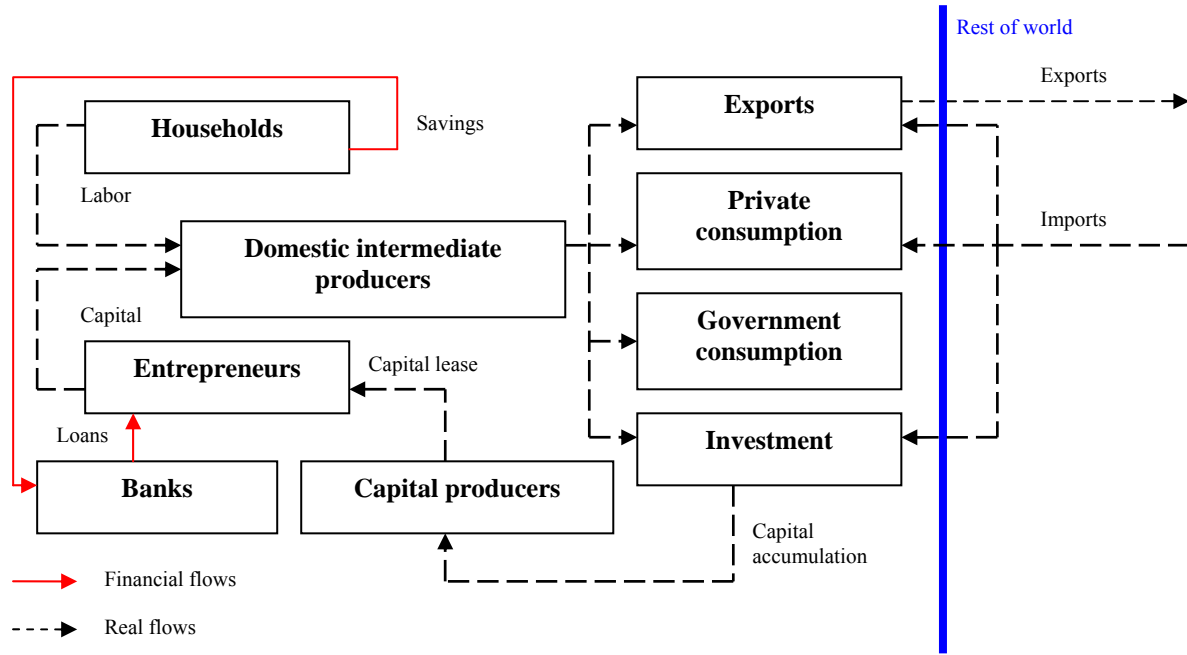 Rest of world
Exports
Exports
Households
Savings
Labor
Private
consumption
Imports
Domestic intermediate
producers
Capital
Government
consumption
Entrepreneurs
Capital lease
Loans
Investment
Banks
Capital producers
Capital
accumulation
Financial flows
Real flows